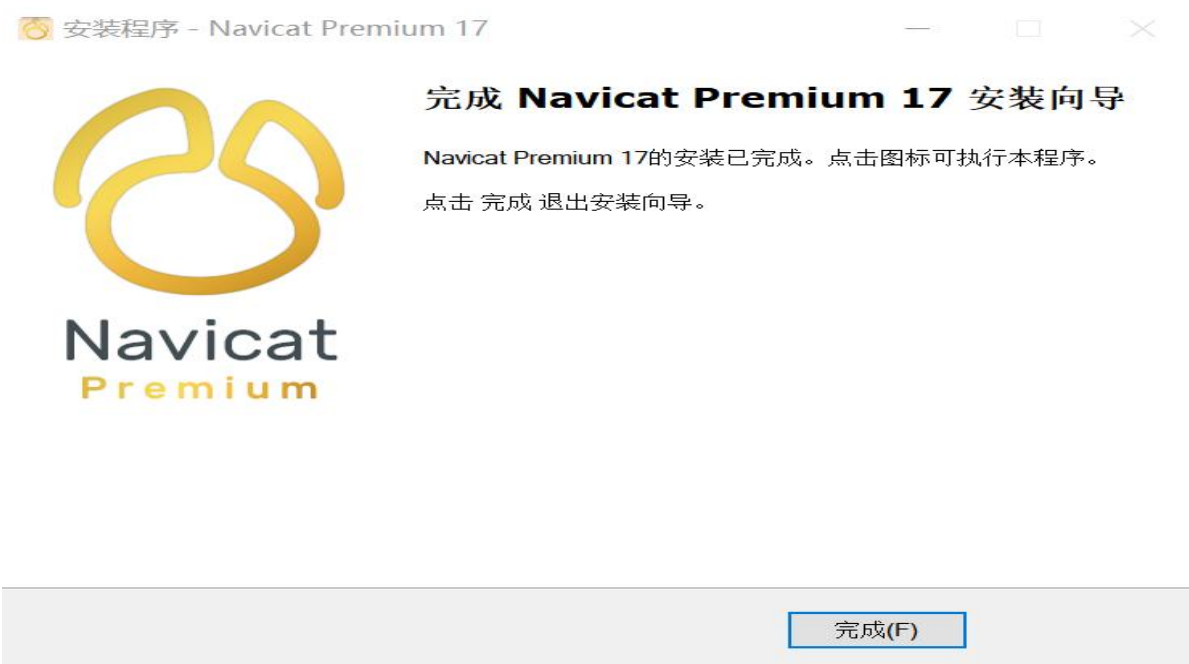 安装程序 - Navicat Premium 17
完成 Navicat Premium 17 安装向导
Navicat Premium 17的安装已完成。点击图标可执行本程序。
点击 完成 退出安装向导。
Navicat
Premium
完成(F)